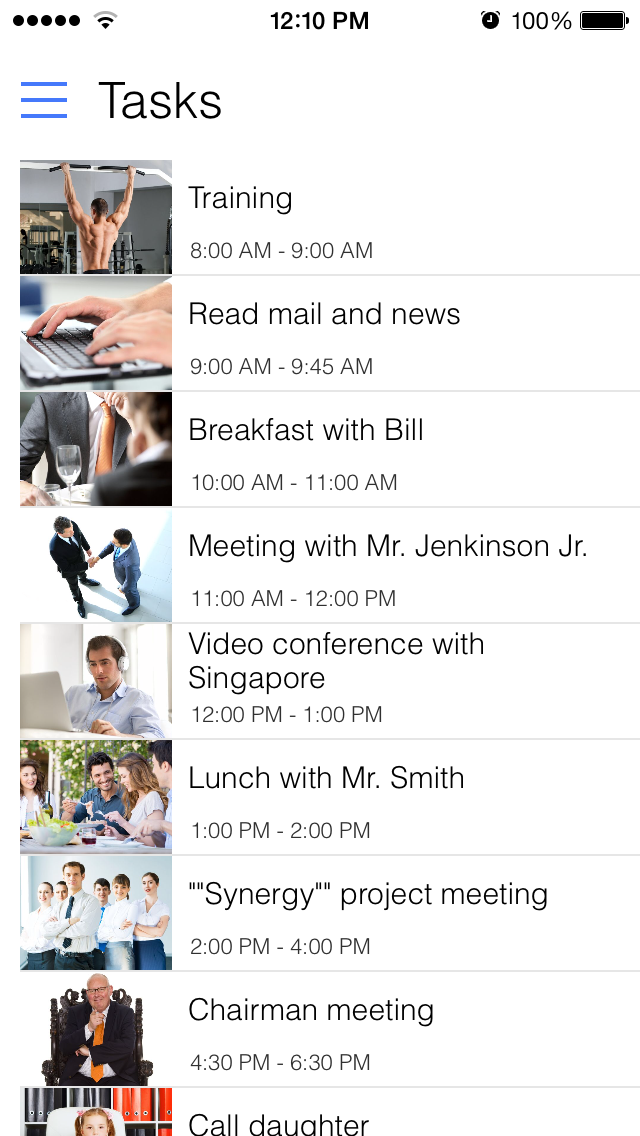 12:10 PM 100%
Tasks
Training
8:00 AM - 9:00 AM
Read mail and news
9:00 AM - 9:45 AM
Breakfast with Bill
10:00 AM - 11:00 AM
Meeting with Mr. Jenkinson Jr.
11:00 AM - 12:00 PM
Video conference with
Singapore
12:00 PM - 1:00 PM
Lunch with Mr. Smith
1:00 PM - 2:00 PM
""Synergy"" project meeting
2:00 PM - 4:00 PM
Chairman meeting
4:30 PM - 6:30 PM
Call daughter